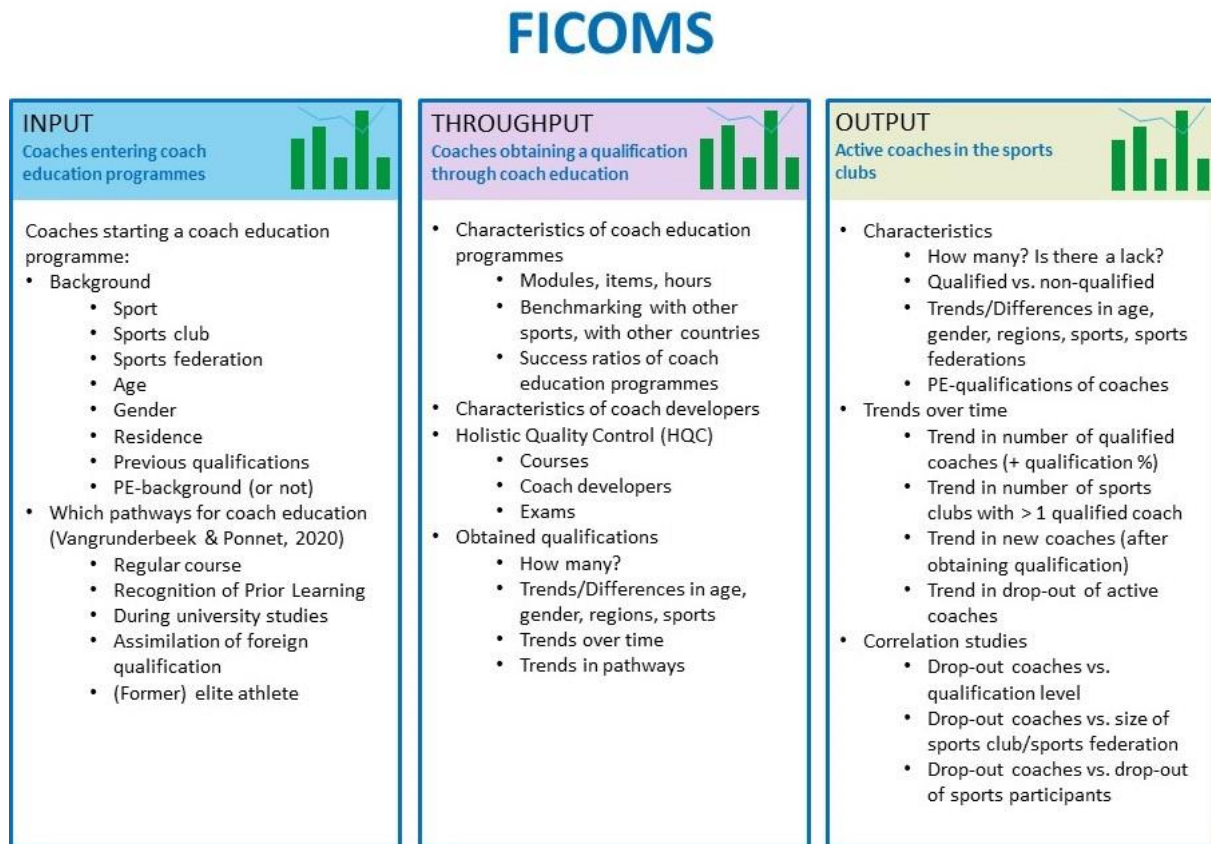 FICOMS
INPUT
Coaches entering coach
education programmes
Coaches starting a coach education
programme:
• Background
• Sport
• Sports club
• Sports federation
• Age
• Gender
• Residence
• Previous qualifications
• PE-background (or not)
• Which pathways for coach education
(Vangrunderbeek & Ponnet, 2020)
• Regular course
• Recognition of Prior Learning
• During university studies
• Assimilation of foreign
qualification
• (Former) elite athlete
THROUGHPUT
Coaches obtaining a qualification
through coach education
• Characteristics of coach education
programmes
• Modules, items, hours
• Benchmarking with other
sports, with other countries
• Success ratios of coach
education programmes
• Characteristics of coach developers
• Holistic Quality Control (HQC)
• Courses
• Coach developers
• Exams
• Obtained qualifications
• How many?
• Trends/Differences in age,
gender, regions, sports
• Trends over time
• Trends in pathways
OUTPUT
Active coaches in the sports
clubs
• Characteristics
• How many? Is there a lack?
• Qualified vs. non-qualified
• Trends/Differences in age,
gender, regions, sports, sports
federations
• PE-qualifications of coaches
• Trends over time
• Trend in number of qualified
coaches (+ qualification %)
• Trend in number of sports
clubs with > 1 qualified coach
• Trend in new coaches (after
obtaining qualification)
• Trend in drop-out of active
coaches
• Correlation studies
• Drop-out coaches vs.
qualification level
• Drop-out coaches vs. size of
sports club/sports federation
• Drop-out coaches vs. drop-out
of sports participants